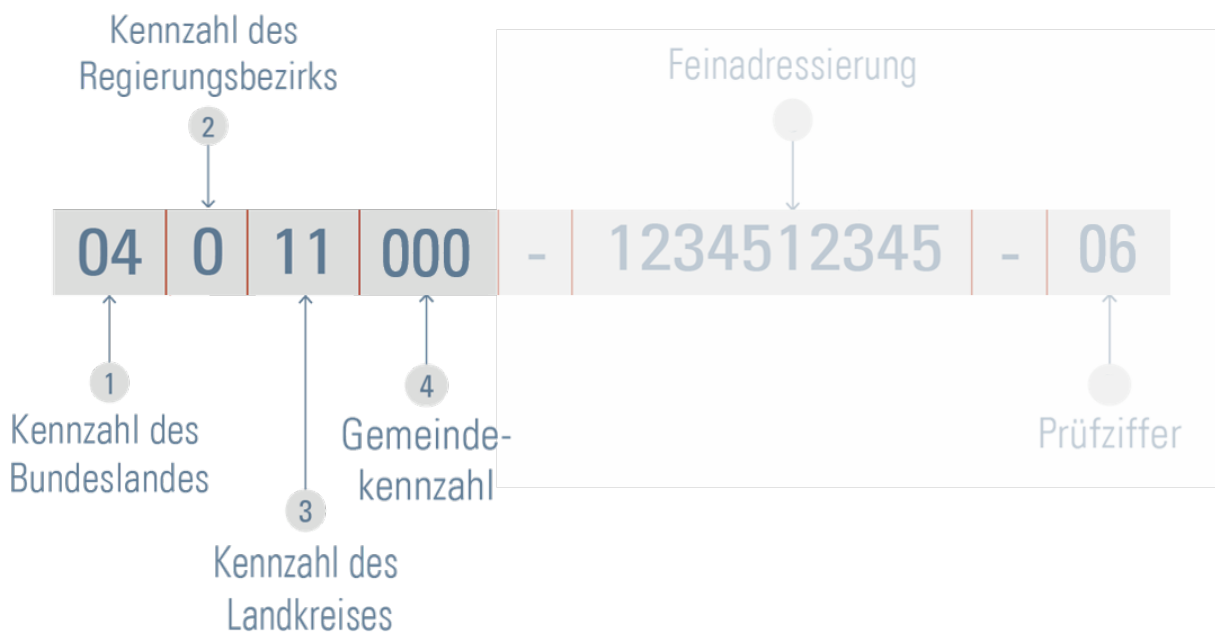 Kennzahl des
Regierungsbezirks
Feinadressierung
2
04 0 11 000 - 1234512345 - 06
1
4
Kennzahl des
Bundeslandes
Gemeinde-
kennzahl
Prüfziffer
3
Kennzahl des
Landkreises